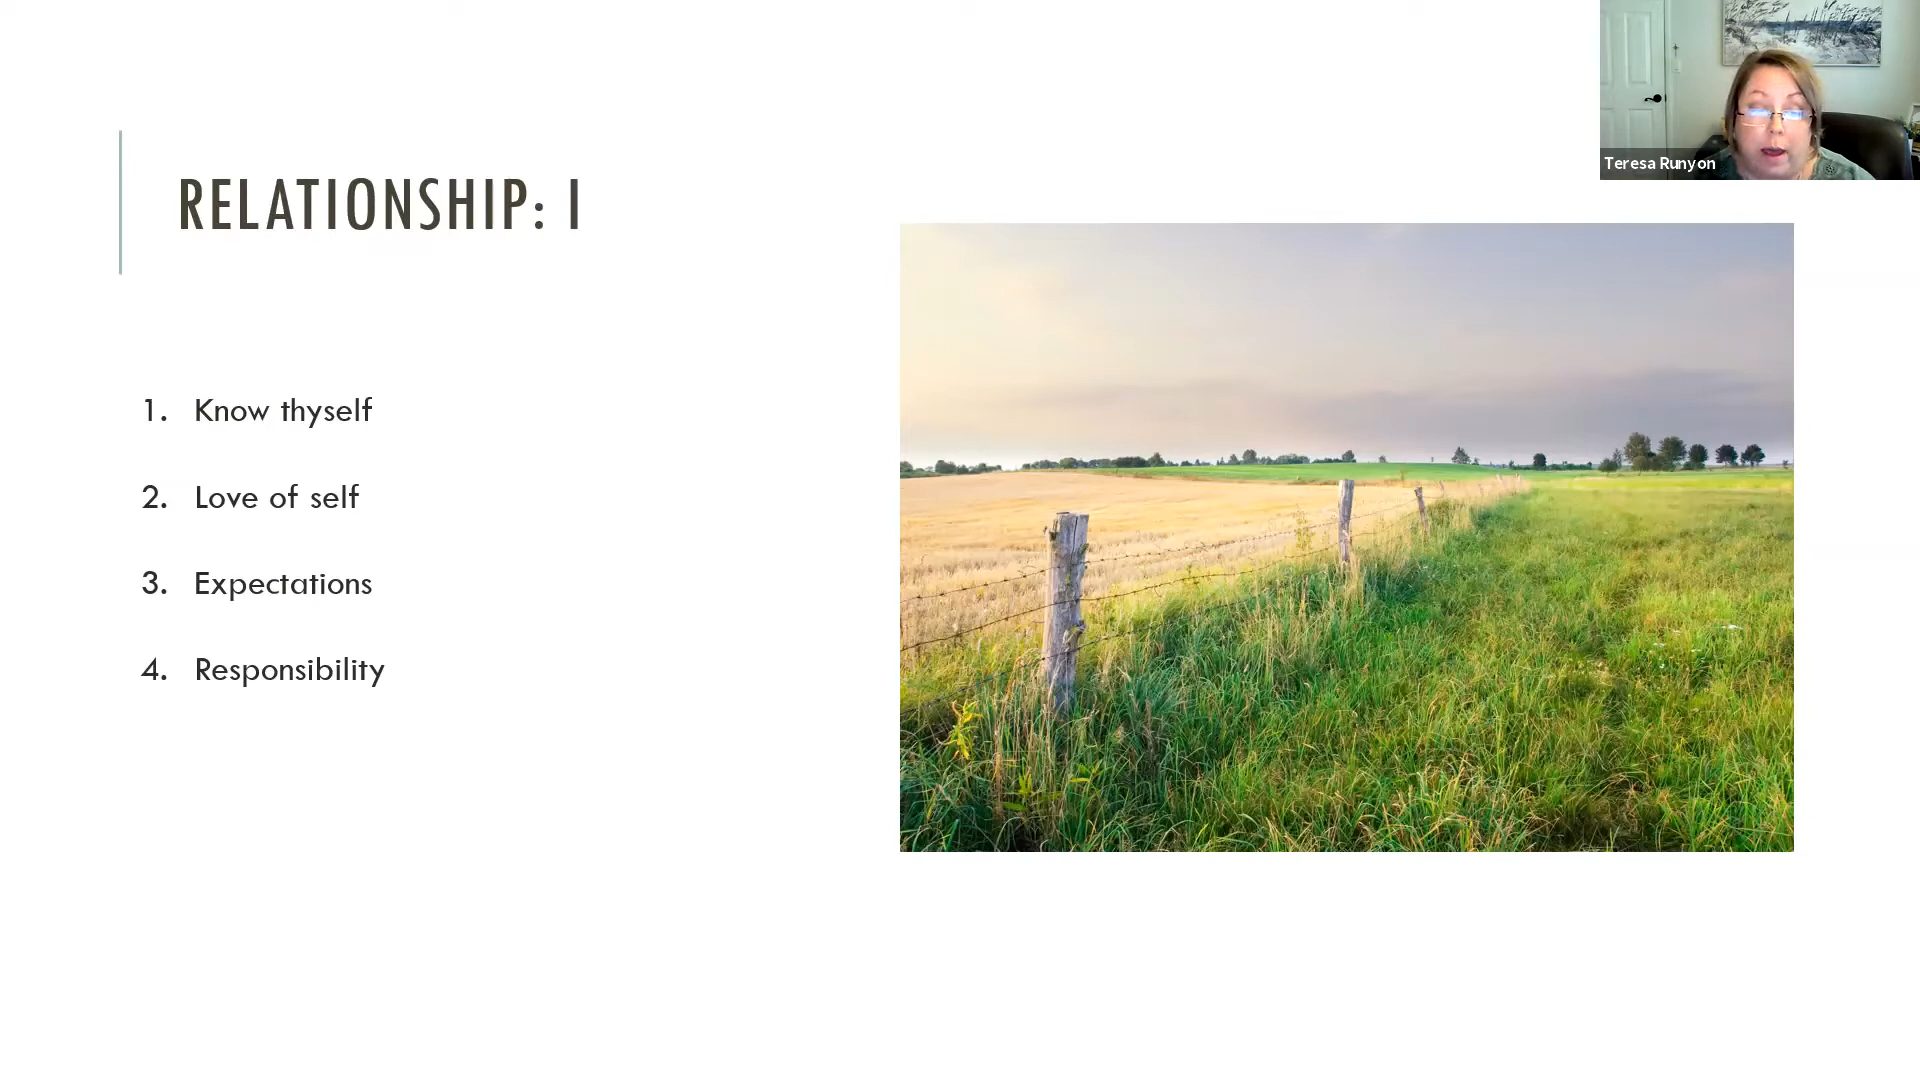 Teresa Runyon
RELATIONSHIP: I
1. Know thyself
2. Love of self
3. Expectations
4. Responsibility